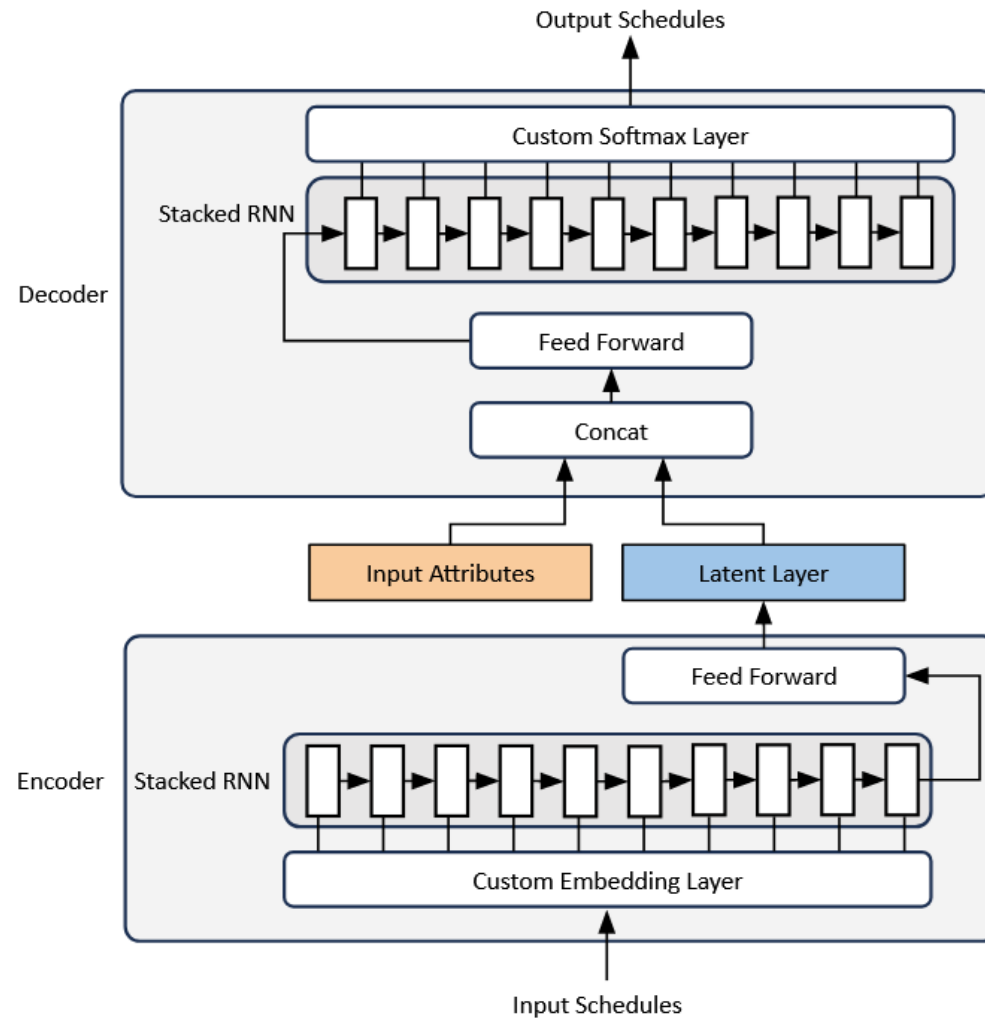 Output Schedules
Custom Softmax Layer
Stacked RNN
Decoder
Feed Forward
Concat
Input Attributes
Latent Layer
Feed Forward
Encoder
Stacked RNN
Custom Embedding Layer
Input Schedules